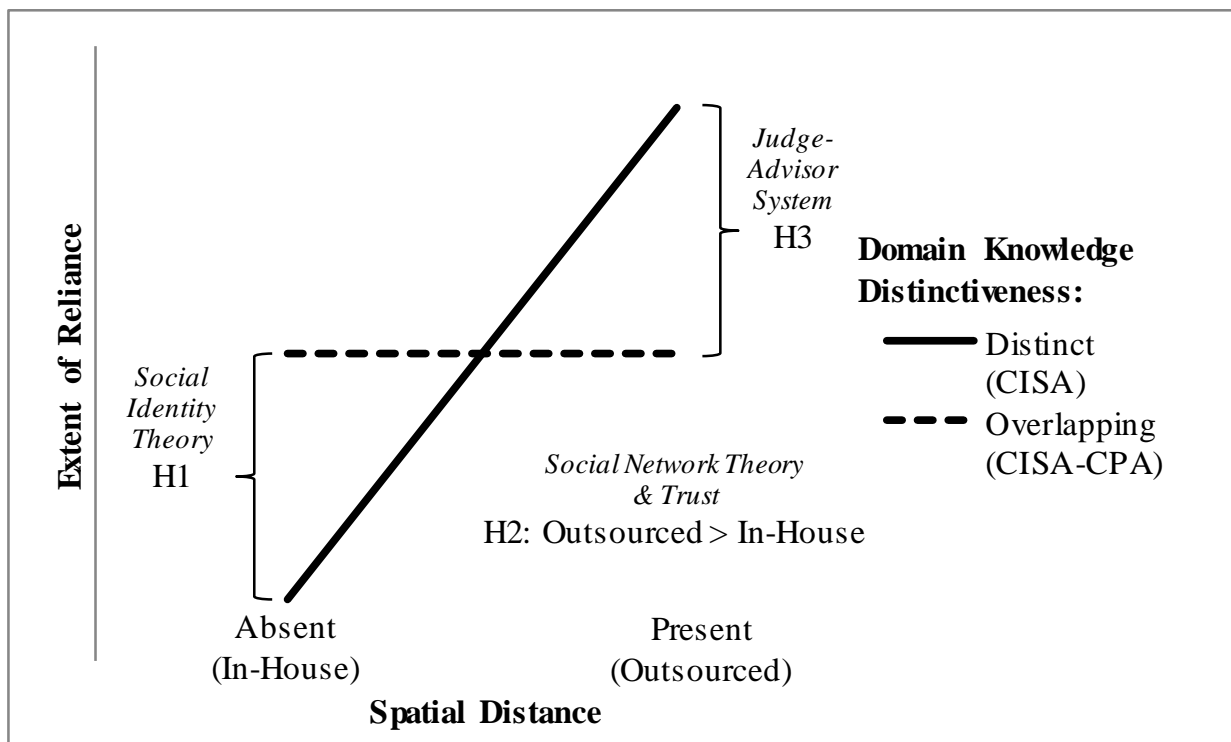 Extent of Reliance
Social
Identity
Theory
H1
Judge-
Advisor
System
H3
Social Network Theory
& Trust
H2: Outsourced > In-House
Domain Knowledge
Distinctiveness:
Distinct
(CISA)
Overlapping
(CISA-CPA)
Absent
(In-House)
Present
(Outsourced)
Spatial Distance